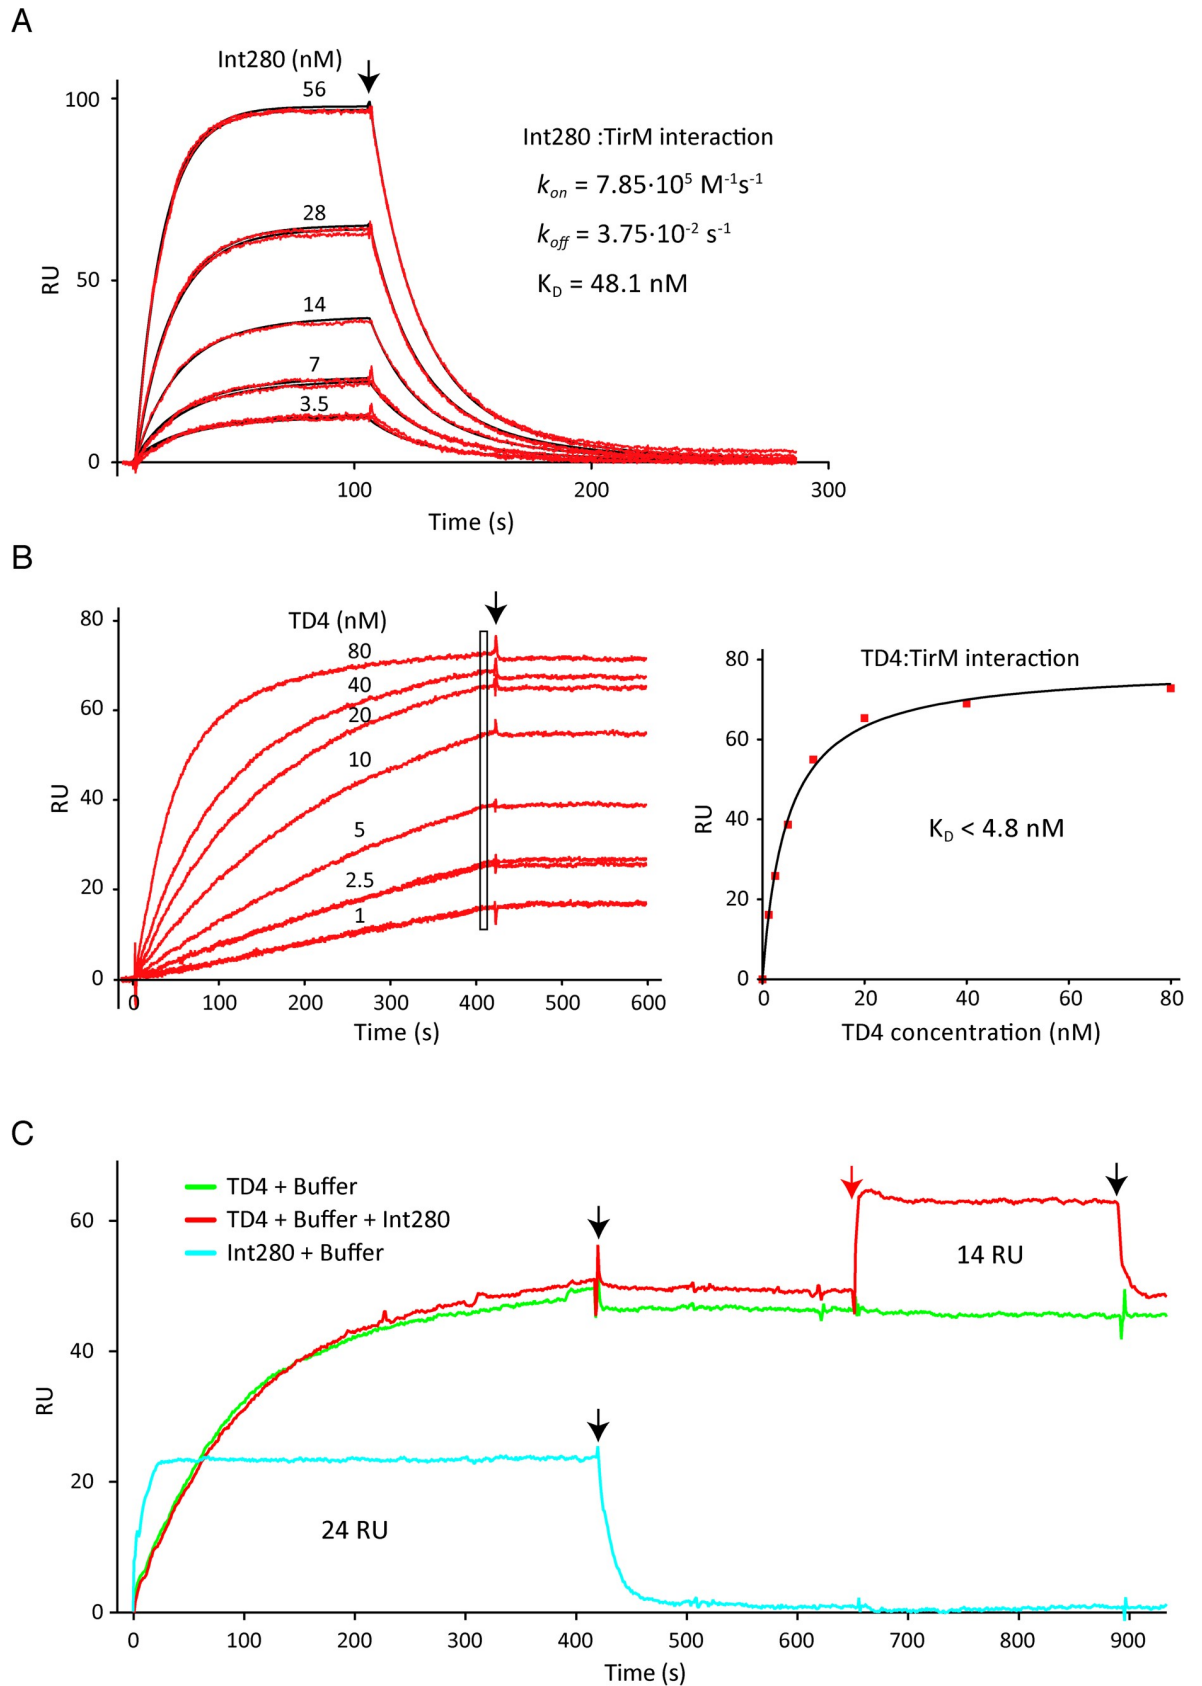 A
Int280 (nM)
56
28
14
7
3.5
100
50
0
RU
100
200
300
Time (s)
Int280 :TirM interaction
kon = 7.85·10⁵ M⁻¹s⁻¹
koff = 3.75·10⁻² s⁻¹
KD = 48.1 nM
B
TD4 (nM)
80
40
20
10
5
2.5
1
80
60
40
20
0
RU
0
100
200
300
400
500
600
Time (s)
TD4:TirM interaction
KD < 4.8 nM
80
60
40
20
0
RU
0
20
40
60
80
TD4 concentration (nM)
C
TD4 + Buffer
TD4 + Buffer + Int280
Int280 + Buffer
14 RU
24 RU
60
40
20
0
RU
0
100
200
300
400
500
600
700
800
900
Time (s)